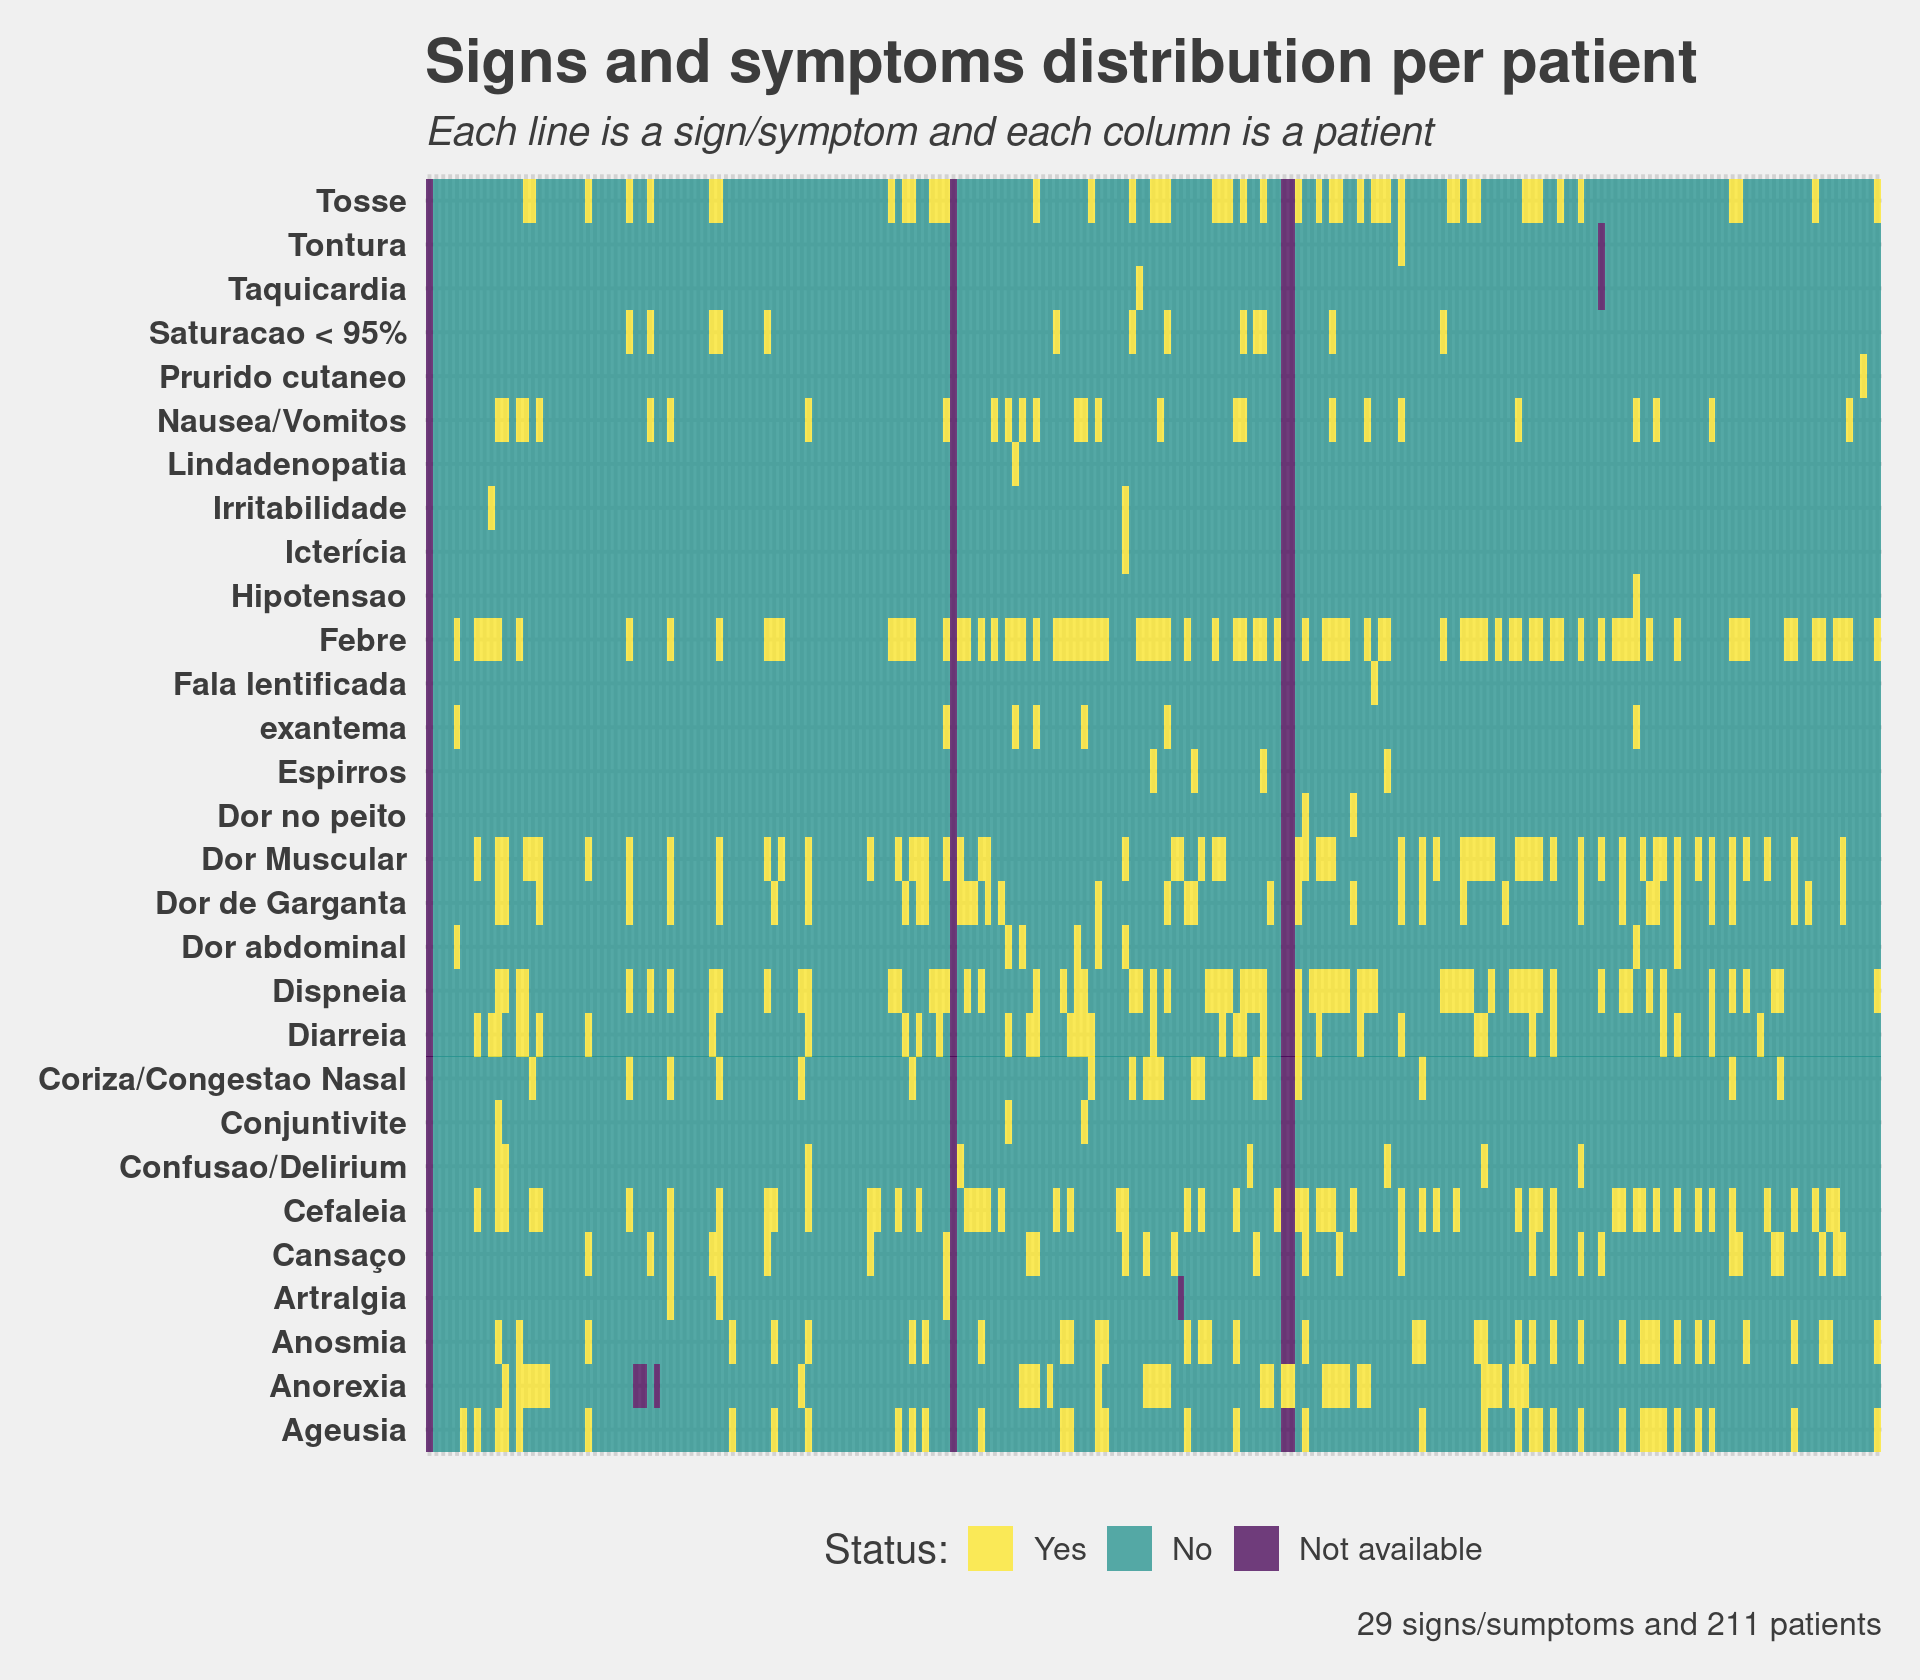 Signs and symptoms distribution per patient
Each line is a sign/symptom and each column is a patient
Tosse
Tontura
Taquicardia
Saturacao < 95%
Prurido cutaneo
Nausea/Vomitos
Lindadenopatia
Irritabilidade
Icterícia
Hipotensao
Febre
Fala lentificada
exantema
Espirros
Dor no peito
Dor Muscular
Dor de Garganta
Dor abdominal
Dispneia
Diarreia
Coriza/Congestao Nasal
Conjuntivite
Confusao/Delirium
Cefaleia
Cansaço
Artralgia
Anosmia
Anorexia
Ageusia
Status: Yes No Not available
29 signs/sumptoms and 211 patients